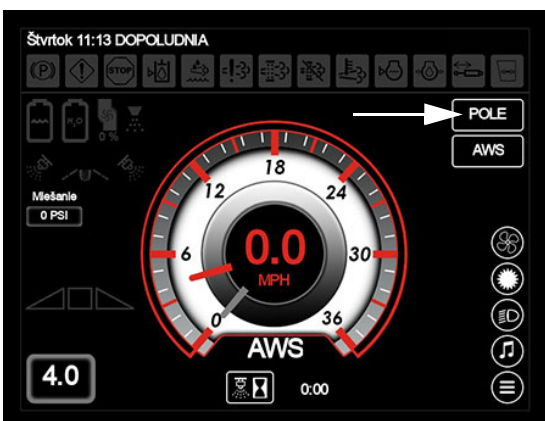 Štvrtok 11:13 DOPOLUDNIA
(P)
STOP
H₂O
0 %
POLE
AWS
Miešanie
0 PSI
0
6
12
18
24
30
36
0.0
MPH
AWS
4.0
0:00